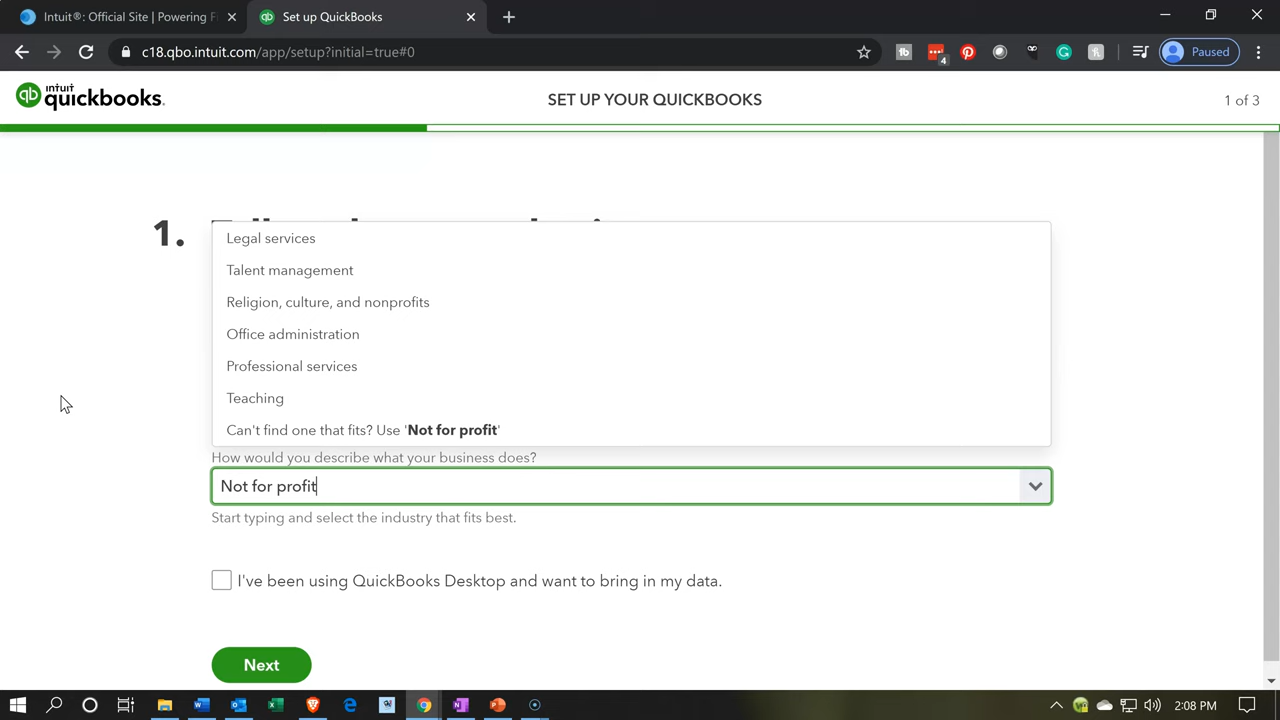 Intuit®: Official Site | Powering F
Set up QuickBooks
c18.qbo.intuit.com/app/setup?initial=true#0
4
Paused
intuit
quickbooks.
SET UP YOUR QUICKBOOKS
1 of 3
1.
Legal services
Talent management
Religion, culture, and nonprofits
Office administration
Professional services
Teaching
Can't find one that fits? Use 'Not for profit'
How would you describe what your business does?
Not for profit
Start typing and select the industry that fits best.
I've been using QuickBooks Desktop and want to bring in my data.
Next
2:08 PM